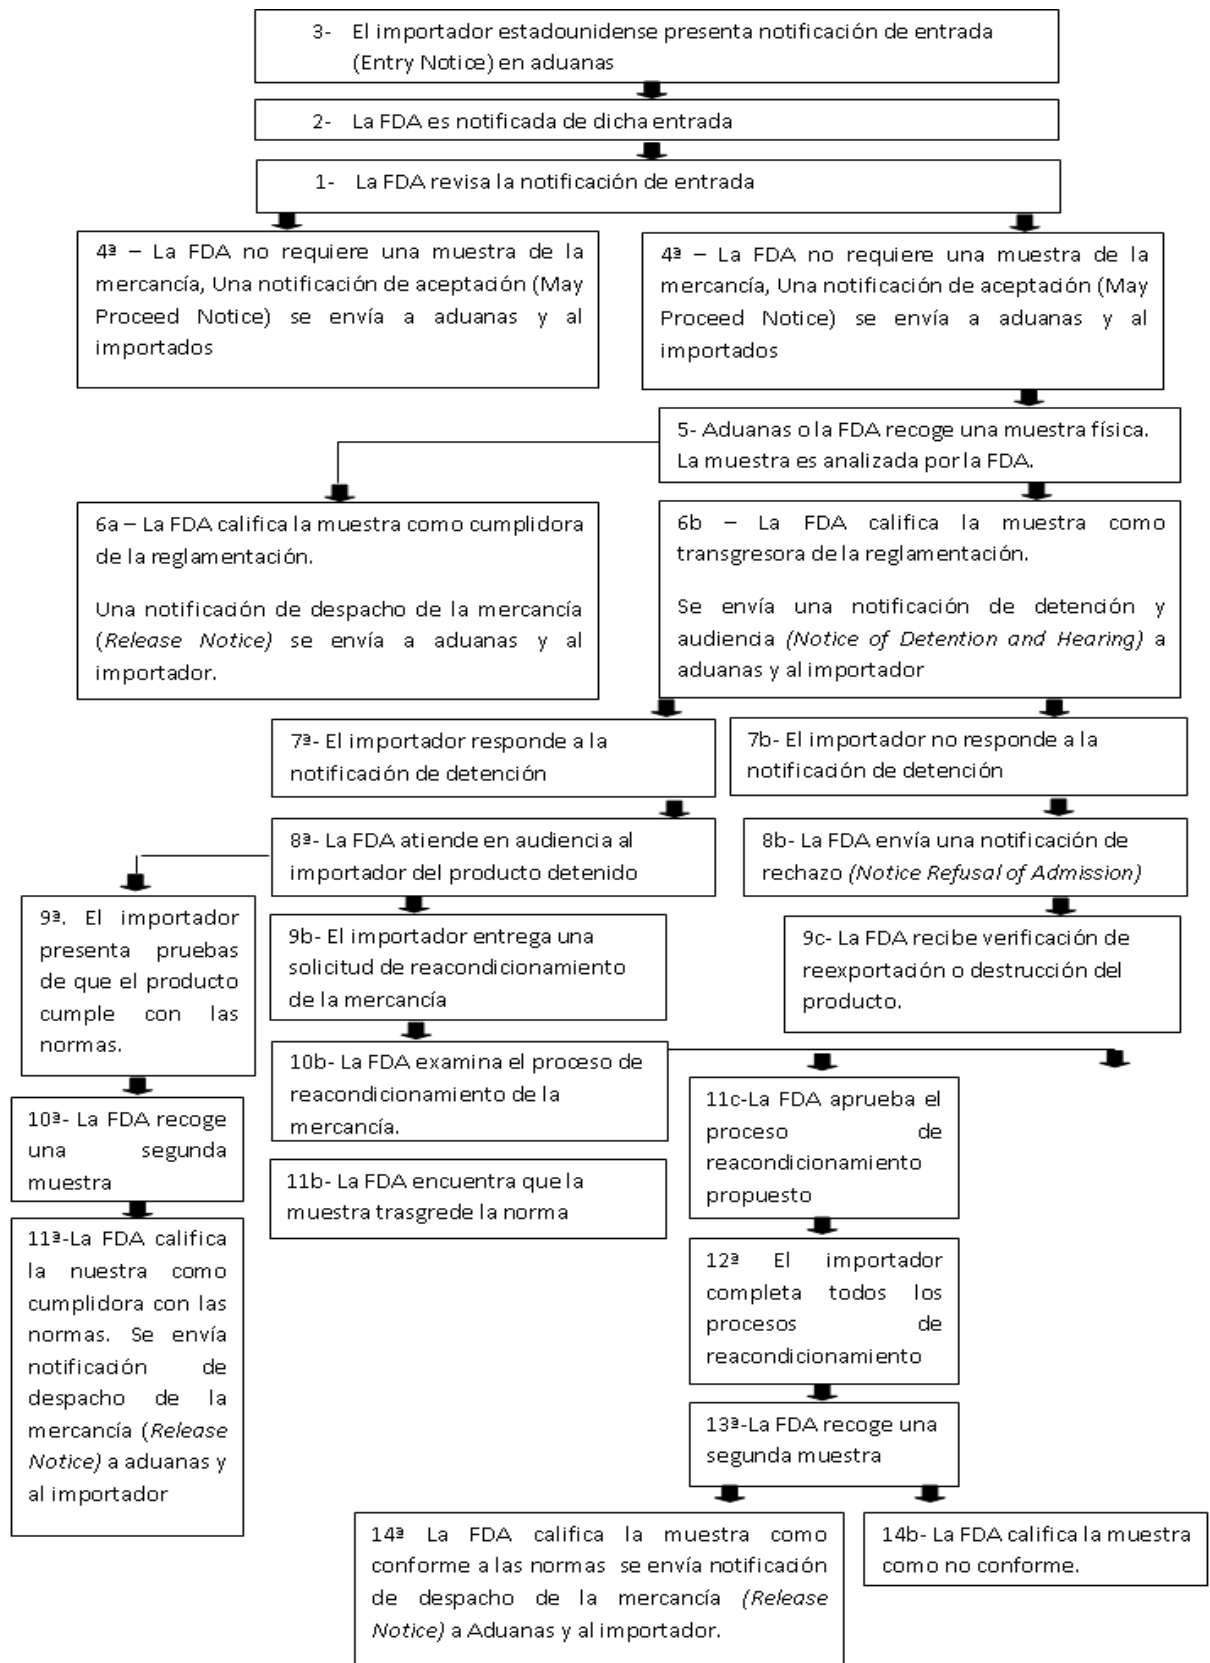 3- El importador estadounidense presenta notificación de entrada
(Entry Notice) en aduanas
2- La FDA es notificada de dicha entrada
1- La FDA revisa la notificación de entrada
4ª – La FDA no requiere una muestra de la
mercancía, Una notificación de aceptación (May
Proceed Notice) se envía a aduanas y al
importados
4ª – La FDA no requiere una muestra de la
mercancía, Una notificación de aceptación (May
Proceed Notice) se envía a aduanas y al
importados
5- Aduanas o la FDA recoge una muestra física.
La muestra es analizada por la FDA.
6a – La FDA califica la muestra como cumplidora
de la reglamentación.
Una notificación de despacho de la mercancía
(Release Notice) se envía a aduanas y al
importador.
6b – La FDA califica la muestra como
transgresora de la reglamentación.
Se envía una notificación de detención y
audiencia (Notice of Detention and Hearing) a
aduanas y al importador
7ª- El importador responde a la
notificación de detención
7b- El importador no responde a la
notificación de detención
8ª- La FDA atiende en audiencia al
importador del producto detenido
8b- La FDA envía una notificación de
rechazo (Notice Refusal of Admission)
9ª. El importador
presenta pruebas
de que el producto
cumple con las
normas.
9b- El importador entrega una
solicitud de reacondicionamiento
de la mercancía
9c- La FDA recibe verificación de
reexportación o destrucción del
producto.
10ª- La FDA recoge
una segunda
muestra
10b- La FDA examina el proceso de
reacondicionamiento de la
mercancía.
11ª-La FDA califica
la nuestra como
cumplidora con las
normas. Se envía
notificación de
despacho de la
mercancía (Release
Notice) a aduanas y
al importador
11b- La FDA encuentra que la
muestra trasgrede la norma
11c-La FDA aprueba el
proceso de
reacondicionamiento
propuesto
12ª El importador
completa todos los
procesos de
reacondicionamiento
13ª-La FDA recoge una
segunda muestra
14ª La FDA califica la muestra como
conforme a las normas se envía notificación
de despacho de la mercancía (Release
Notice) a Aduanas y al importador.
14b- La FDA califica la muestra
como no conforme.